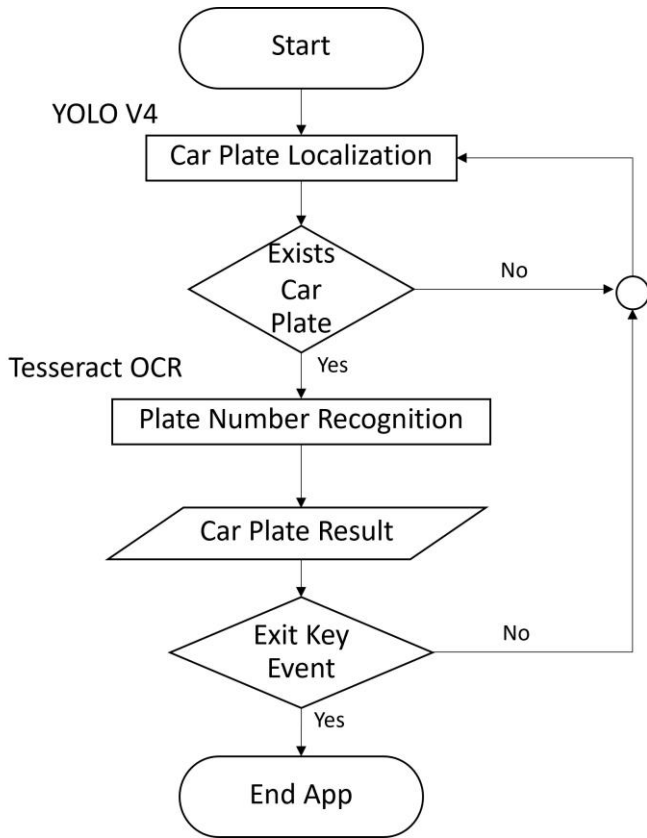 Start
YOLO V4
Car Plate Localization
Exists
Car
Plate
No
Yes
Tesseract OCR
Plate Number Recognition
Car Plate Result
Exit Key
Event
No
Yes
End App